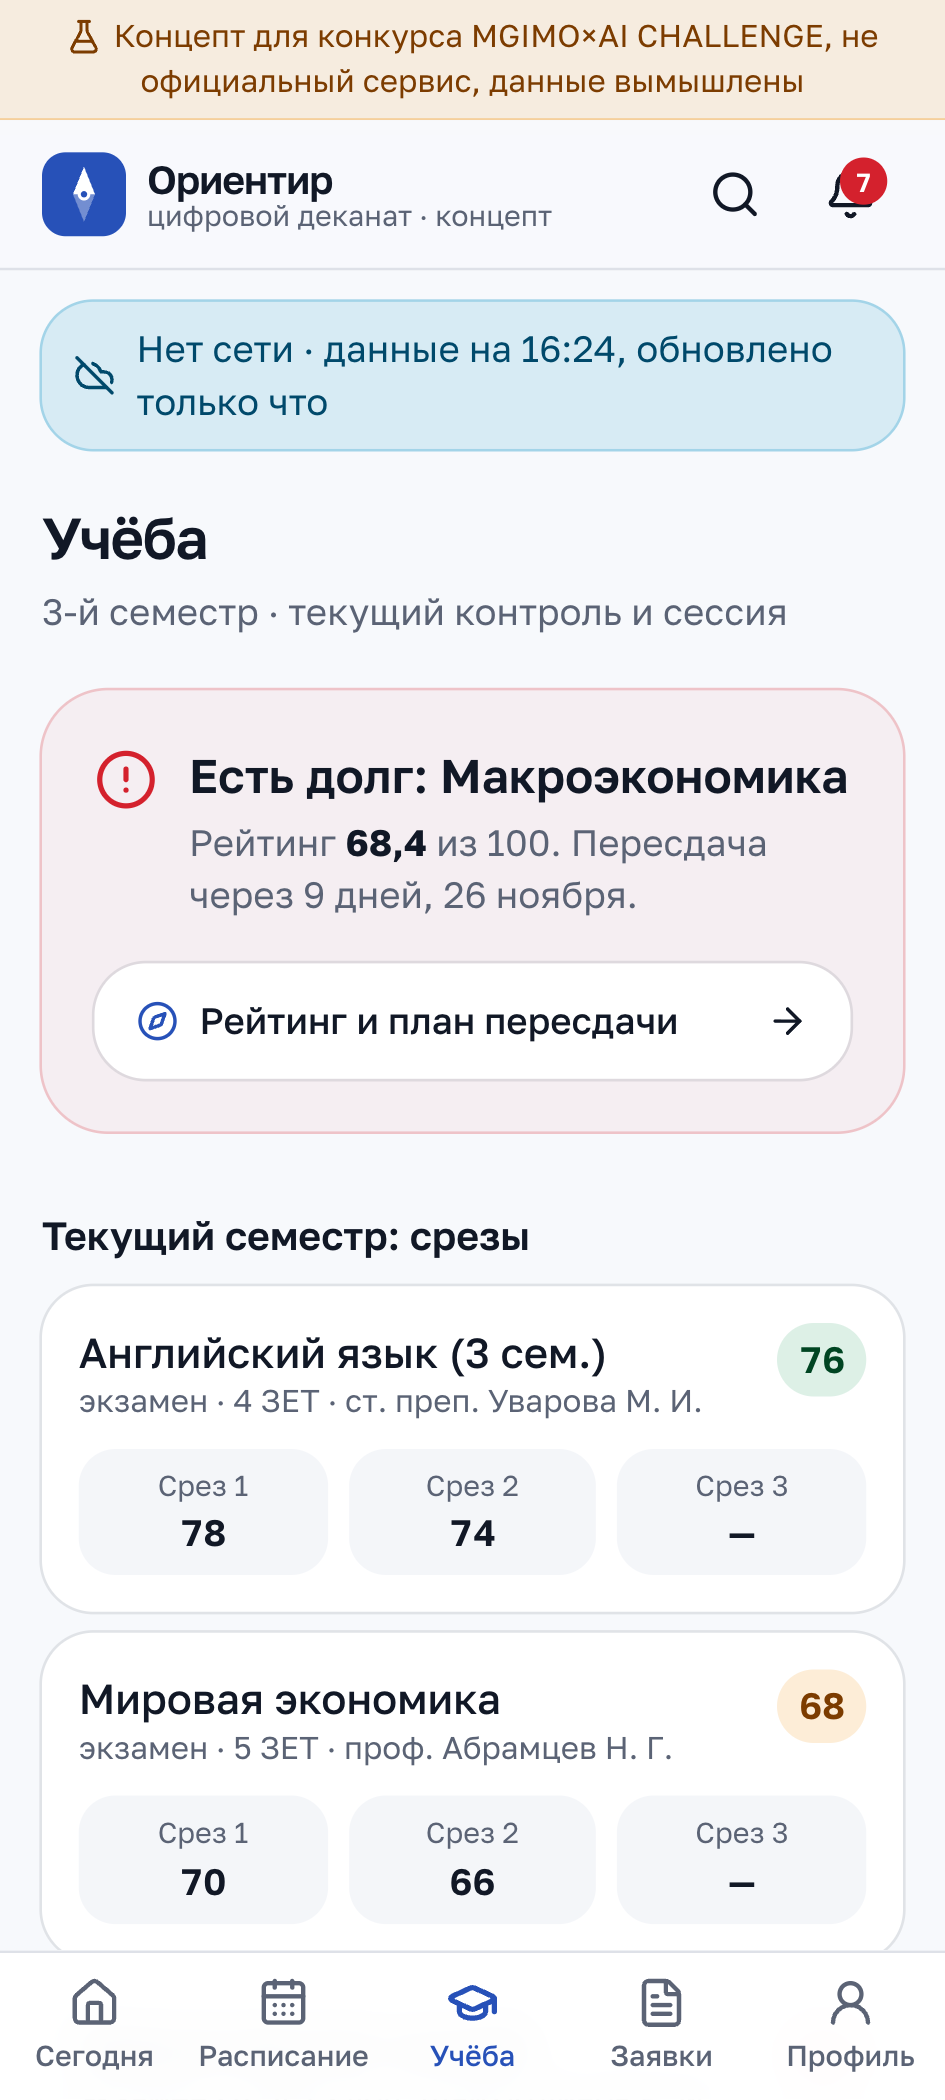 Концепт для конкурса MGIMO×AI CHALLENGE, не
официальный сервис, данные вымышлены
Ориентир
цифровой деканат · концепт
7
Нет сети · данные на 16:24, обновлено
только что
Учёба
3-й семестр · текущий контроль и сессия
Есть долг: Макроэкономика
Рейтинг 68,4 из 100. Пересдача
через 9 дней, 26 ноября.
Рейтинг и план пересдачи
Текущий семестр: срезы
Английский язык (3 сем.)
76
экзамен · 4 ЗЕТ · ст. преп. Уварова М. И.
Срез 1 Срез 2 Срез 3
78 74 –
Мировая экономика
68
экзамен · 5 ЗЕТ · проф. Абрамцев Н. Г.
Срез 1 Срез 2 Срез 3
70 66 –
Сегодня Расписание Учёба Заявки Профиль